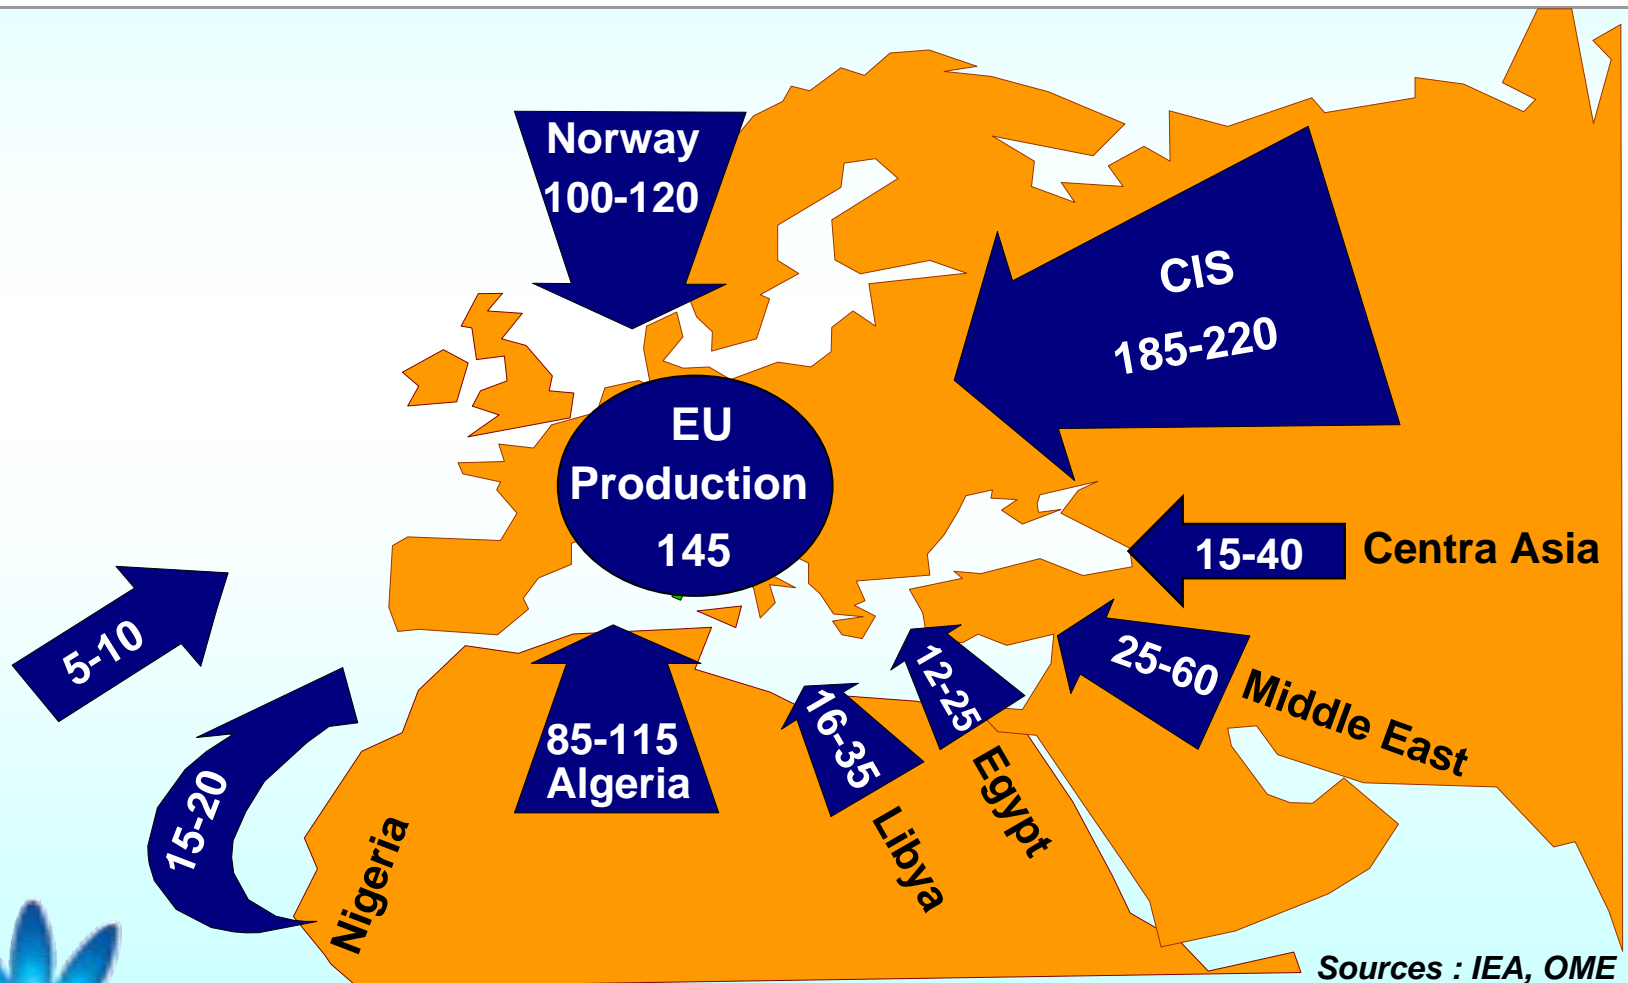 Norway
100-120
CIS
185-220
EU
Production
145
15-40
Centra Asia
5-10
25-60
Middle East
12-25
Egypt
16-35
Libya
85-115
Algeria
15-20
Nigeria
Sources : IEA, OME